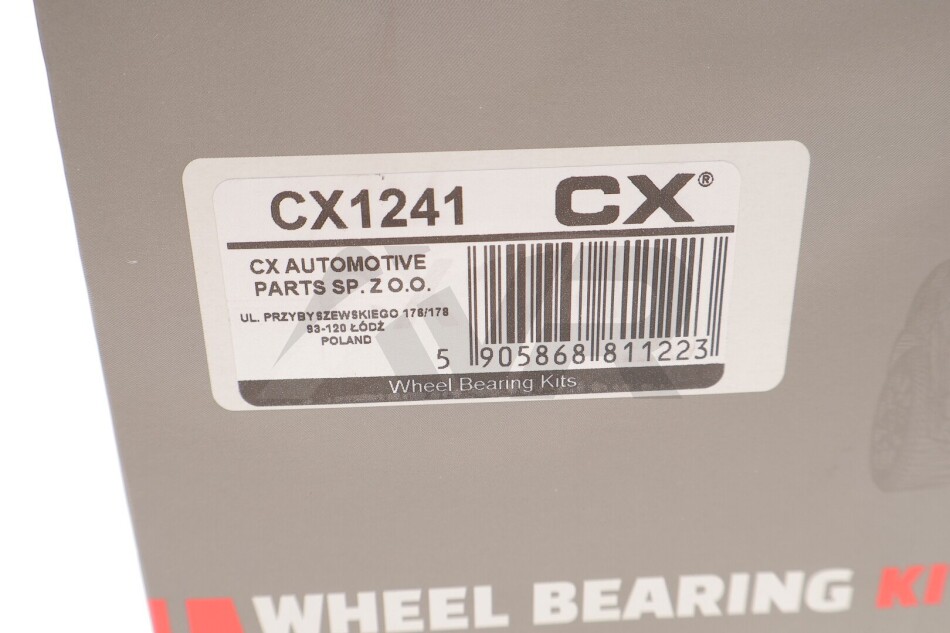 CX1241 CX®
CX AUTOMOTIVE
PARTS SP. Z O.O.
UL. PRZYBYSZEWSKIEGO 176/178
93-120 ŁÓDŹ
POLAND
5 905868 811223
Wheel Bearing Kits
WHEEL BEARING KI